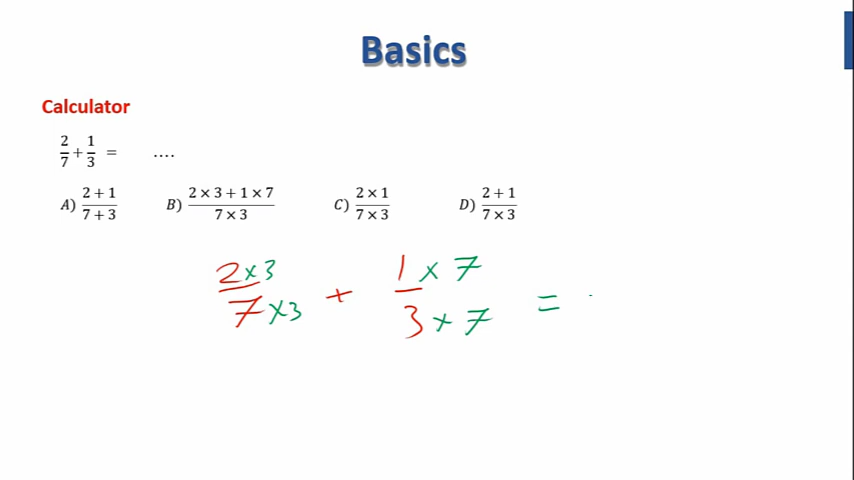 Basics
Calculator
2/7 + 1/3 = ....
A) (2 + 1)/(7 + 3) B) (2 × 3 + 1 × 7)/(7 × 3) C) (2 × 1)/(7 × 3) D) (2 + 1)/(7 × 3)
(2 × 3)/(7 × 3) + (1 × 7)/(3 × 7) =